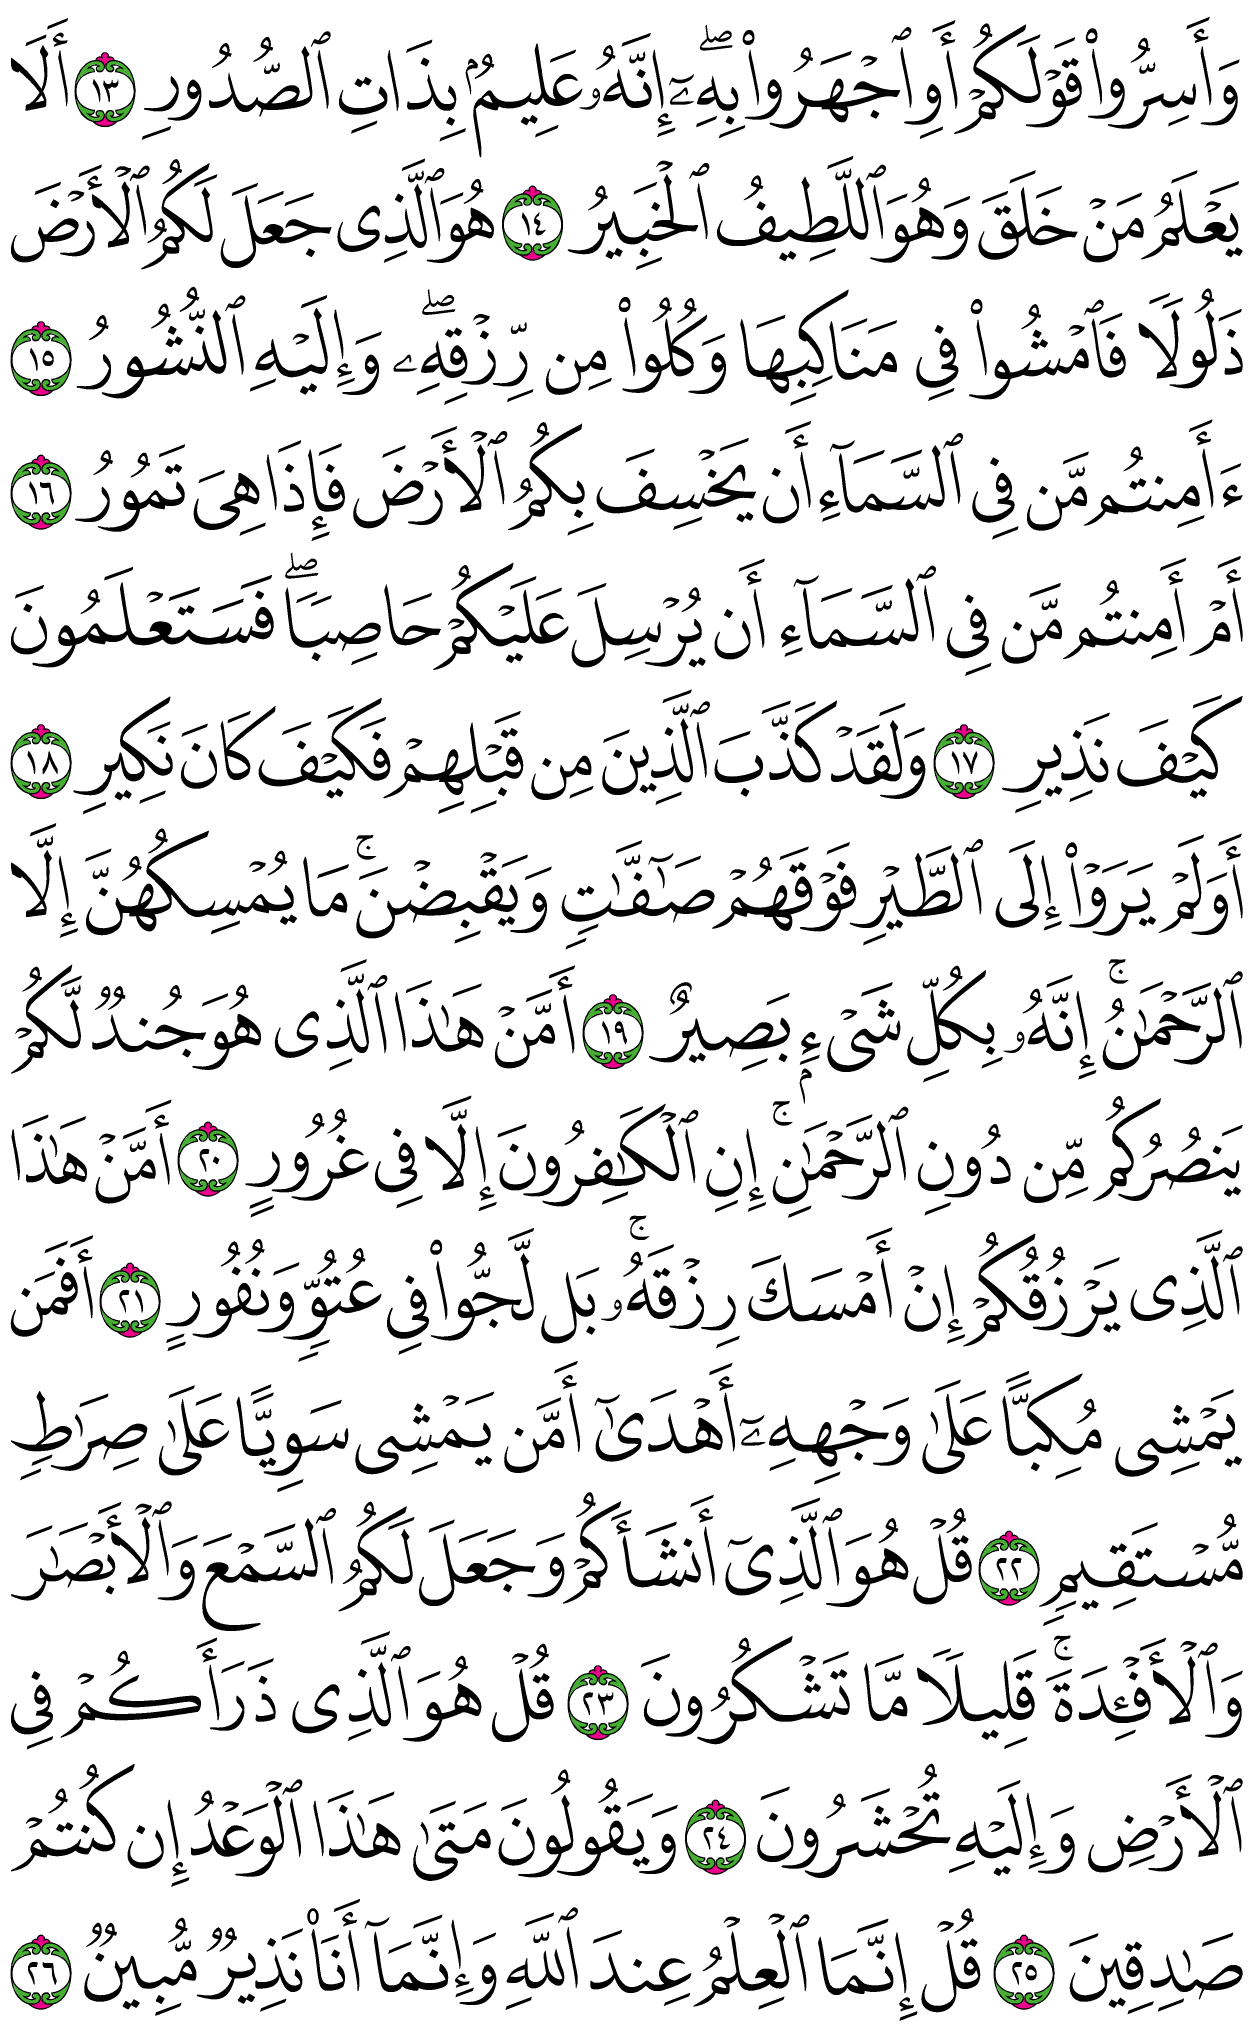 وَأَسِرُّوا۟ قَوْلَكُمْ أَوِ ٱجْهَرُوا۟ بِهِۦٓ ۖ إِنَّهُۥ عَلِيمٌۢ بِذَاتِ ٱلصُّدُورِ ١٣ أَلَا
يَعْلَمُ مَنْ خَلَقَ وَهُوَ ٱللَّطِيفُ ٱلْخَبِيرُ ١٤ هُوَ ٱلَّذِى جَعَلَ لَكُمُ ٱلْأَرْضَ
ذَلُولًا فَٱمْشُوا۟ فِى مَنَاكِبِهَا وَكُلُوا۟ مِن رِّزْقِهِۦ ۖ وَإِلَيْهِ ٱلنُّشُورُ ١٥
ءَأَمِنتُم مَّن فِى ٱلسَّمَآءِ أَن يَخْسِفَ بِكُمُ ٱلْأَرْضَ فَإِذَا هِىَ تَمُورُ ١٦
أَمْ أَمِنتُم مَّن فِى ٱلسَّمَآءِ أَن يُرْسِلَ عَلَيْكُمْ حَاصِبًا ۖ فَسَتَعْلَمُونَ
كَيْفَ نَذِيرِ ١٧ وَلَقَدْ كَذَّبَ ٱلَّذِينَ مِن قَبْلِهِمْ فَكَيْفَ كَانَ نَكِيرِ ١٨
أَوَلَمْ يَرَوْا۟ إِلَى ٱلطَّيْرِ فَوْقَهُمْ صَـٰٓفَّـٰتٍ وَيَقْبِضْنَ ۚ مَا يُمْسِكُهُنَّ إِلَّا
ٱلرَّحْمَـٰنُ ۚ إِنَّهُۥ بِكُلِّ شَىْءٍۭ بَصِيرٌ ١٩ أَمَّنْ هَـٰذَا ٱلَّذِى هُوَ جُندٌ لَّكُمْ
يَنصُرُكُم مِّن دُونِ ٱلرَّحْمَـٰنِ ۚ إِنِ ٱلْكَـٰفِرُونَ إِلَّا فِى غُرُورٍ ٢٠ أَمَّنْ هَـٰذَا
ٱلَّذِى يَرْزُقُكُمْ إِنْ أَمْسَكَ رِزْقَهُۥ ۚ بَل لَّجُّوا۟ فِى عُتُوٍّ وَنُفُورٍ ٢١ أَفَمَن
يَمْشِى مُكِبًّا عَلَىٰ وَجْهِهِۦٓ أَهْدَىٰٓ أَمَّن يَمْشِى سَوِيًّا عَلَىٰ صِرَٰطٍ
مُّسْتَقِيمٍ ٢٢ قُلْ هُوَ ٱلَّذِىٓ أَنشَأَكُمْ وَجَعَلَ لَكُمُ ٱلسَّمْعَ وَٱلْأَبْصَـٰرَ
وَٱلْأَفْـِٔدَةَ ۚ قَلِيلًا مَّا تَشْكُرُونَ ٢٣ قُلْ هُوَ ٱلَّذِى ذَرَأَكُمْ فِى
ٱلْأَرْضِ وَإِلَيْهِ تُحْشَرُونَ ٢٤ وَيَقُولُونَ مَتَىٰ هَـٰذَا ٱلْوَعْدُ إِن كُنتُمْ
صَـٰدِقِينَ ٢٥ قُلْ إِنَّمَا ٱلْعِلْمُ عِندَ ٱللَّهِ وَإِنَّمَآ أَنَا۠ نَذِيرٌ مُّبِينٌ ٢٦